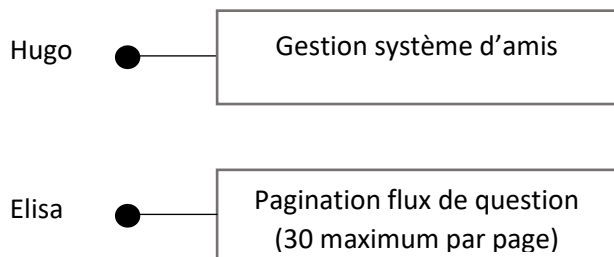 Hugo
Gestion système d'amis
Elisa
Pagination flux de question
(30 maximum par page)